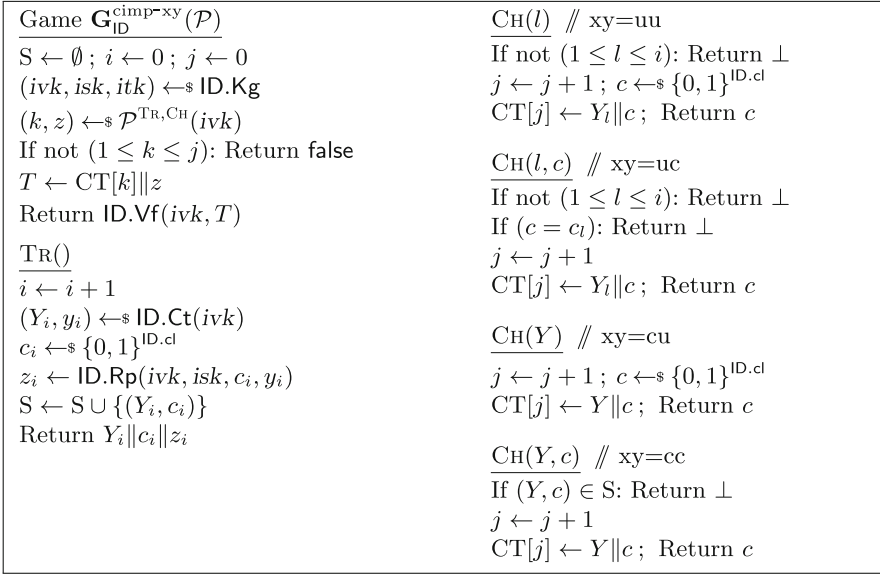 Game G_ID^cimp-xy(𝒫)
S ← ∅ ; i ← 0 ; j ← 0
(ivk, isk, itk) ←$ ID.Kg
(k, z) ←$ 𝒫^{Tr,Ch}(ivk)
If not (1 ≤ k ≤ j): Return false
T ← CT[k]‖z
Return ID.Vf(ivk, T)
Tr()
i ← i + 1
(Y_i, y_i) ←$ ID.Ct(ivk)
c_i ←$ {0, 1}^ID.cl
z_i ← ID.Rp(ivk, isk, c_i, y_i)
S ← S ∪ {(Y_i, c_i)}
Return Y_i‖c_i‖z_i
Ch(l) // xy=uu
If not (1 ≤ l ≤ i): Return ⊥
j ← j + 1 ; c ←$ {0, 1}^ID.cl
CT[j] ← Y_l‖c ; Return c
Ch(l, c) // xy=uc
If not (1 ≤ l ≤ i): Return ⊥
If (c = c_l): Return ⊥
j ← j + 1
CT[j] ← Y_l‖c ; Return c
Ch(Y) // xy=cu
j ← j + 1 ; c ←$ {0, 1}^ID.cl
CT[j] ← Y‖c ; Return c
Ch(Y, c) // xy=cc
If (Y, c) ∈ S: Return ⊥
j ← j + 1
CT[j] ← Y‖c ; Return c